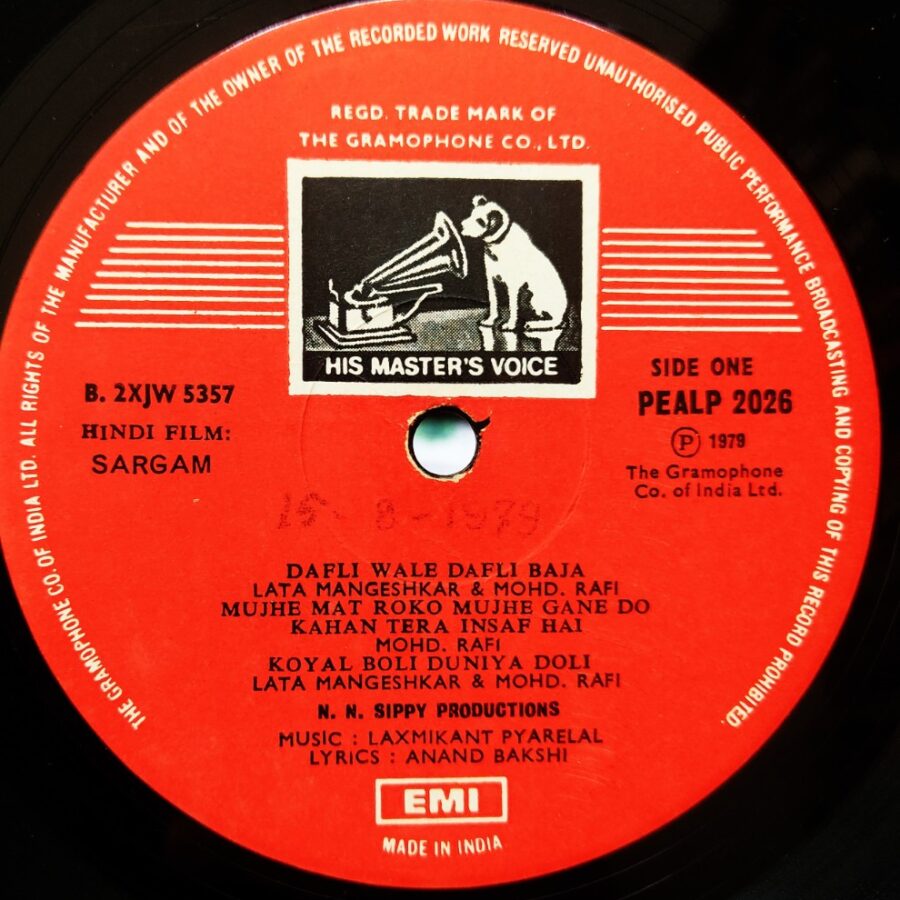 THE GRAMOPHONE CO. OF INDIA LTD. ALL RIGHTS OF THE MANUFACTURER AND OF THE OWNER OF THE RECORDED WORK RESERVED UNAUTHORISED PUBLIC PERFORMANCE BROADCASTING AND COPYING OF THIS RECORD PROHIBITED.
REGD. TRADE MARK OF
THE GRAMOPHONE CO., LTD.
HIS MASTER'S VOICE
B. 2XJW 5357
HINDI FILM:
SARGAM
SIDE ONE
PEALP 2026
Ⓟ 1979
The Gramophone
Co. of India Ltd.
15-8-1979
DAFLI WALE DAFLI BAJA
LATA MANGESHKAR & MOHD. RAFI
MUJHE MAT ROKO MUJHE GANE DO
KAHAN TERA INSAF HAI
MOHD. RAFI
KOYAL BOLI DUNIYA DOLI
LATA MANGESHKAR & MOHD. RAFI
N. N. SIPPY PRODUCTIONS
MUSIC : LAXMIKANT PYARELAL
LYRICS : ANAND BAKSHI
EMI
MADE IN INDIA